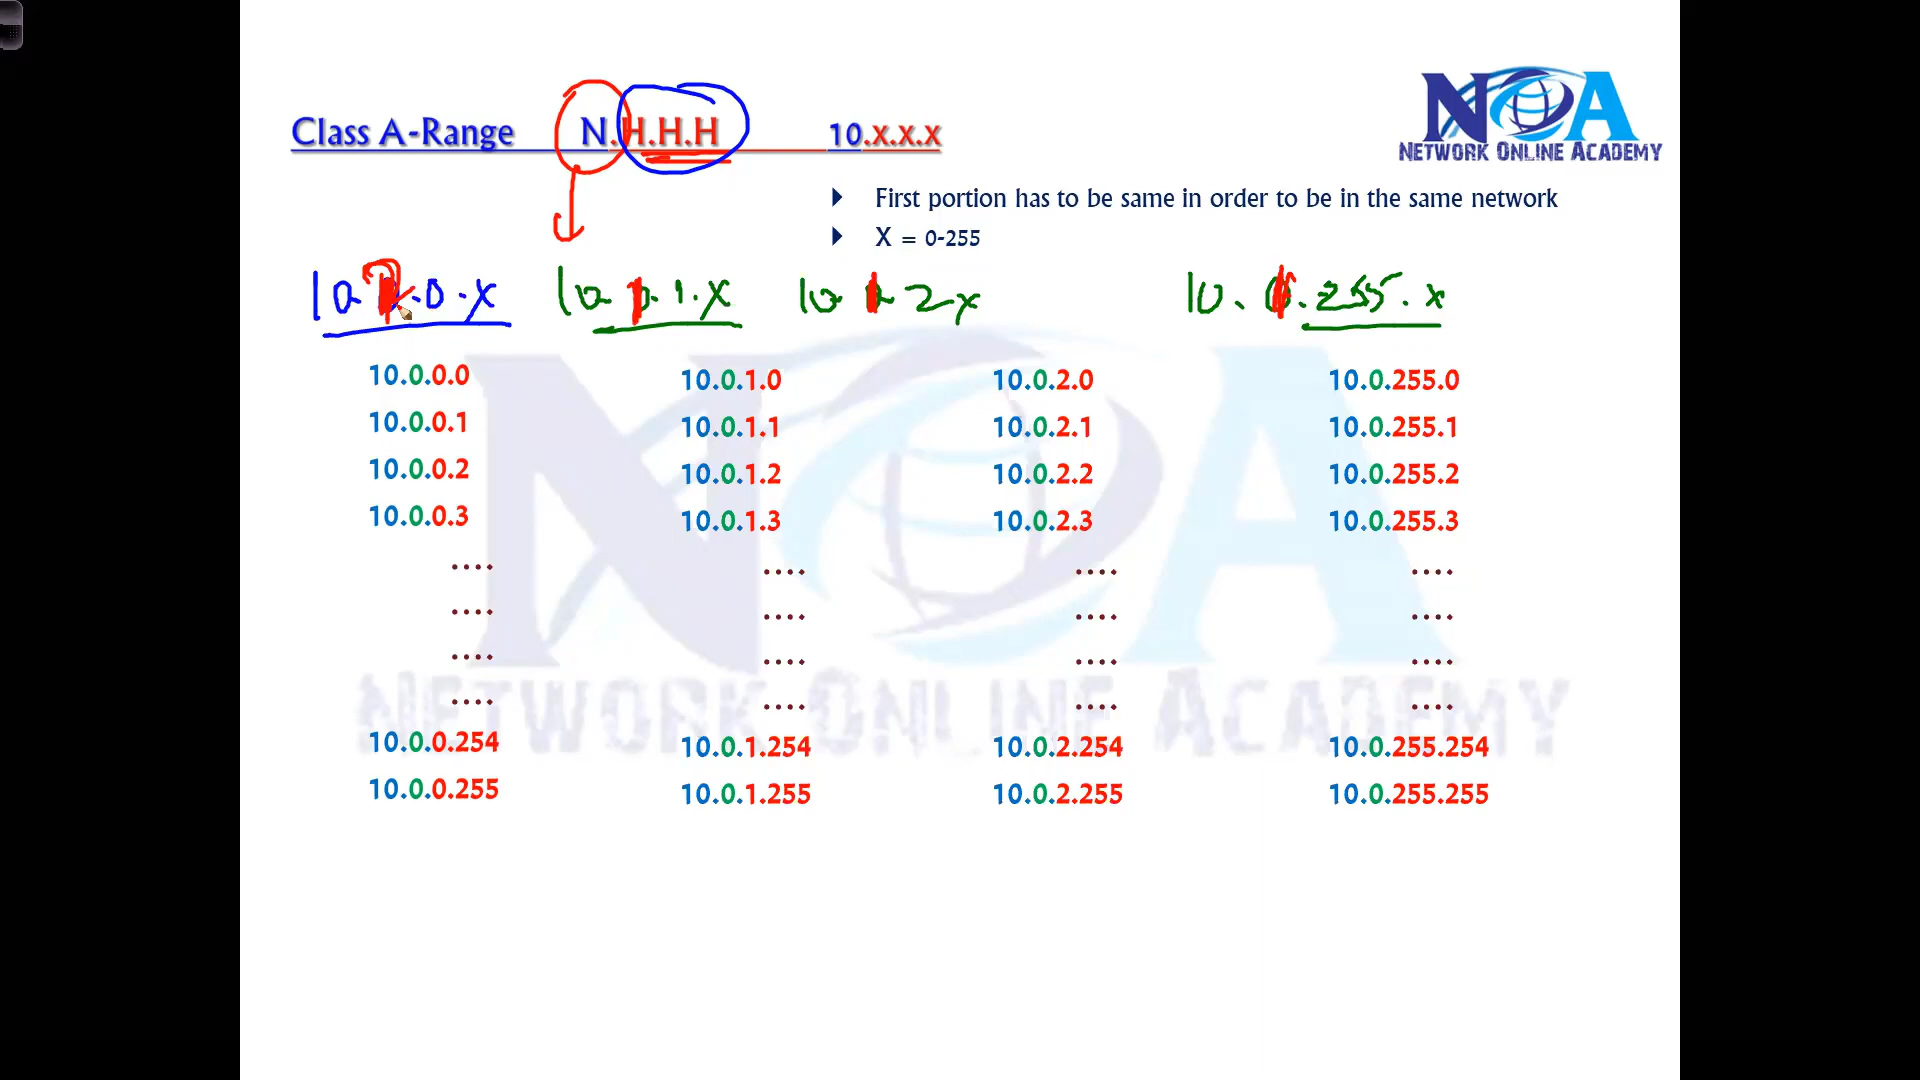 Class A-Range N.H.H.H 10.x.x.x
NOA
NETWORK ONLINE ACADEMY
First portion has to be same in order to be in the same network
X = 0-255
10. .0.x 10. .1.x 10 2x 10. .255.x
10.0.0.0 10.0.1.0 10.0.2.0 10.0.255.0
10.0.0.1 10.0.1.1 10.0.2.1 10.0.255.1
10.0.0.2 10.0.1.2 10.0.2.2 10.0.255.2
10.0.0.3 10.0.1.3 10.0.2.3 10.0.255.3
.... .... .... ....
.... .... .... ....
.... .... .... ....
.... .... .... ....
10.0.0.254 10.0.1.254 10.0.2.254 10.0.255.254
10.0.0.255 10.0.1.255 10.0.2.255 10.0.255.255
NOA
NETWORK ONLINE ACADEMY